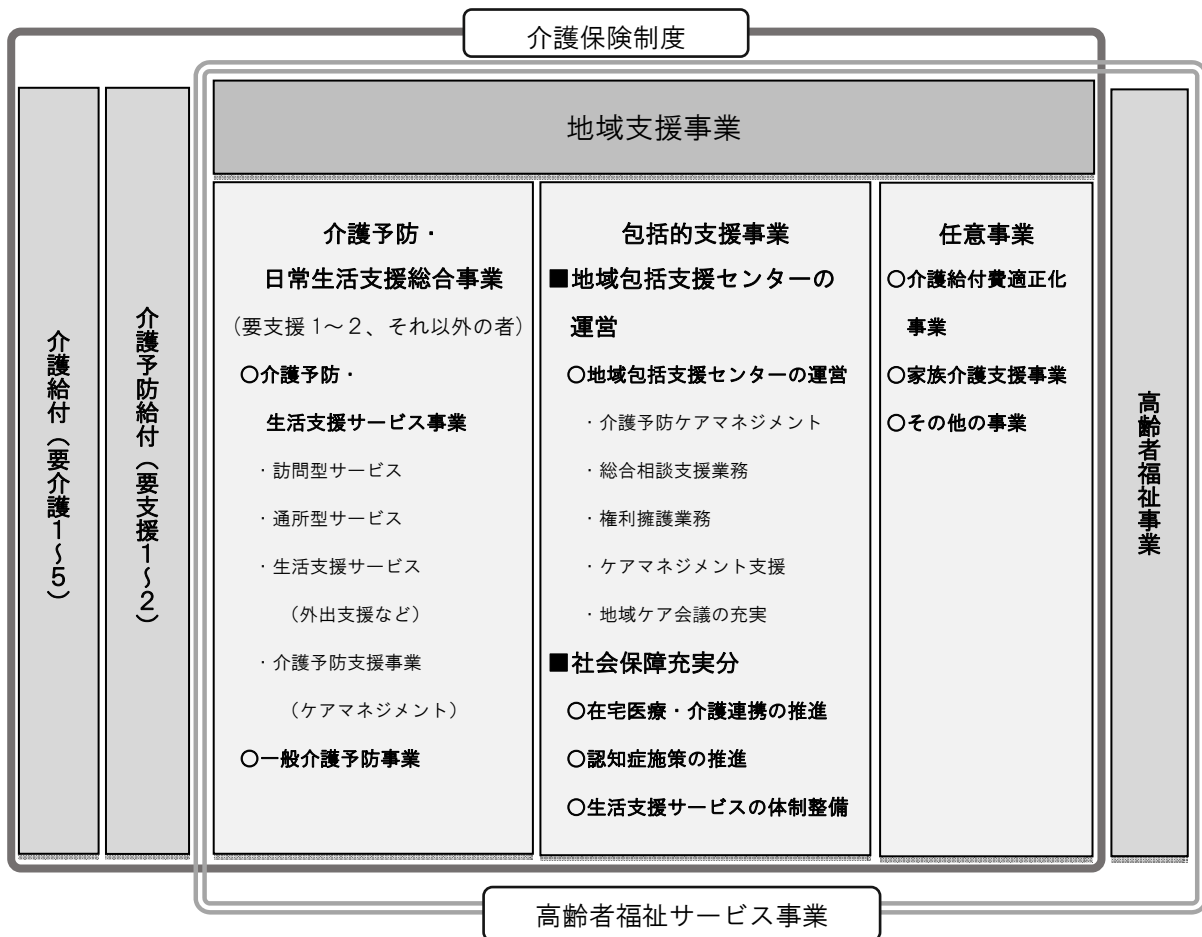 介護保険制度
介護給付（要介護１～５）
介護予防給付（要支援１～２）
地域支援事業
介護予防・
日常生活支援総合事業
（要支援１～２、それ以外の者）
○介護予防・
生活支援サービス事業
・訪問型サービス
・通所型サービス
・生活支援サービス
（外出支援など）
・介護予防支援事業
（ケアマネジメント）
○一般介護予防事業
包括的支援事業
■地域包括支援センターの
運営
○地域包括支援センターの運営
・介護予防ケアマネジメント
・総合相談支援業務
・権利擁護業務
・ケアマネジメント支援
・地域ケア会議の充実
■社会保障充実分
○在宅医療・介護連携の推進
○認知症施策の推進
○生活支援サービスの体制整備
任意事業
○介護給付費適正化
事業
○家族介護支援事業
○その他の事業
高齢者福祉事業
高齢者福祉サービス事業